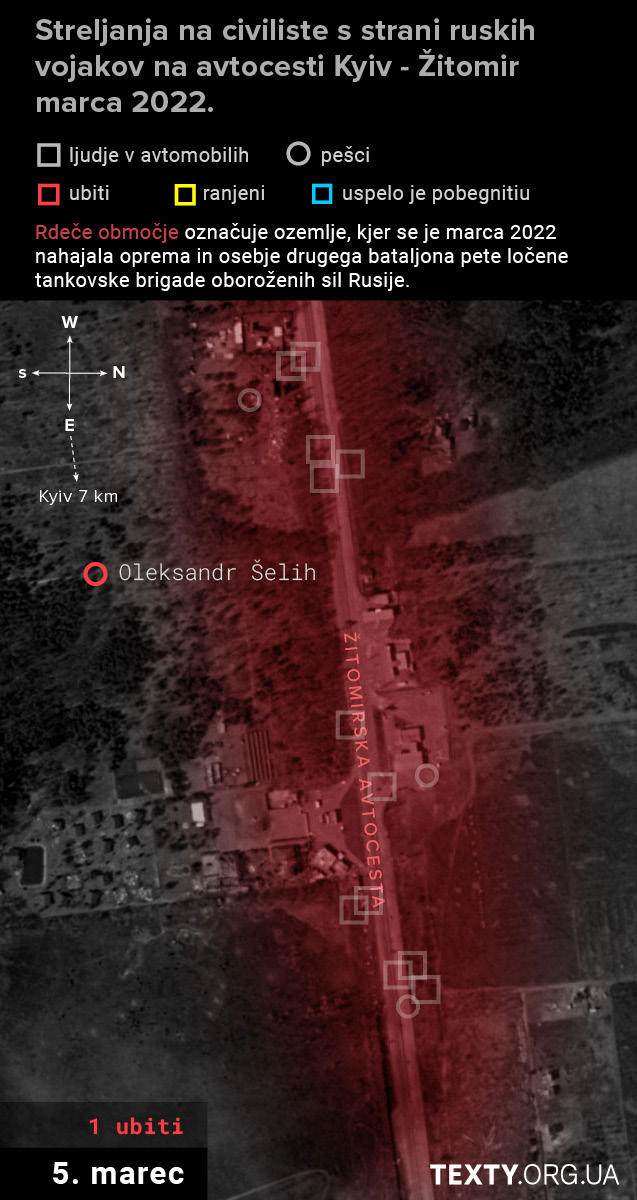 Streljanja na civiliste s strani ruskih
vojakov na avtocesti Kyiv - Žitomir
marca 2022.
ljudje v avtomobilih
pešci
ubiti
ranjeni
uspelo je pobegnitiu
Rdeče območje označuje ozemlje, kjer se je marca 2022
nahajala oprema in osebje drugega bataljona pete ločene
tankovske brigade oboroženih sil Rusije.
W
s
N
E
Kyiv 7 km
Oleksandr Šelih
ŽITOMIRSKA AVTOCESTA
1 ubiti
5. marec
TEXTY.ORG.UA